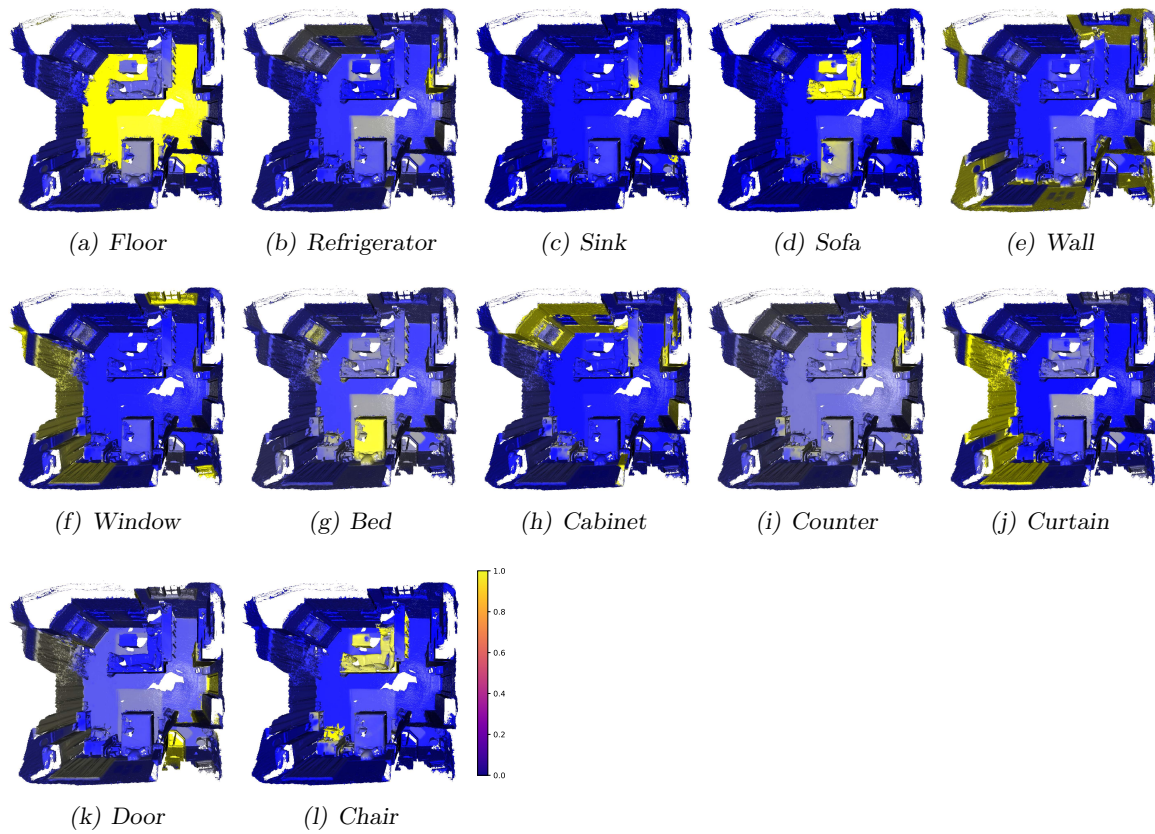 (a) Floor
(b) Refrigerator
(c) Sink
(d) Sofa
(e) Wall
(f) Window
(g) Bed
(h) Cabinet
(i) Counter
(j) Curtain
1.0
0.8
0.6
0.4
0.2
0.0
(k) Door
(l) Chair